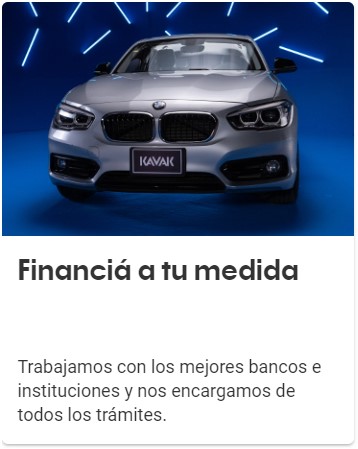 KAVAK
Financiá a tu medida
Trabajamos con los mejores bancos e
instituciones y nos encargamos de
todos los trámites.